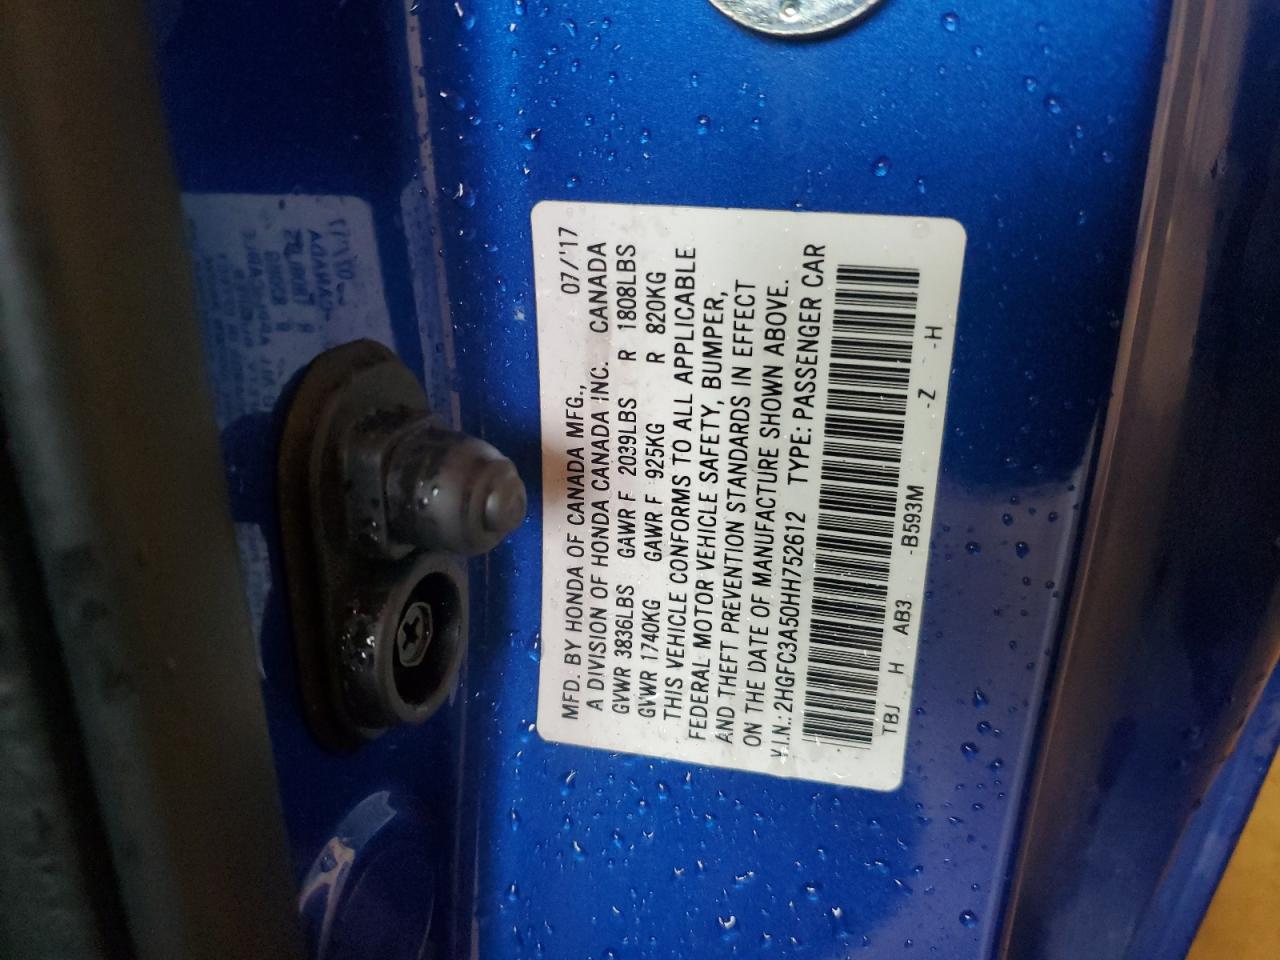 MFD. BY HONDA OF CANADA MFG., 07/'17
A DIVISION OF HONDA CANADA INC. CANADA
GVWR 3836LBS GAWR F 2039LBS R 1808LBS
GVWR 1740KG GAWR F 925KG R 820KG
THIS VEHICLE CONFORMS TO ALL APPLICABLE
FEDERAL MOTOR VEHICLE SAFETY, BUMPER,
AND THEFT PREVENTION STANDARDS IN EFFECT
ON THE DATE OF MANUFACTURE SHOWN ABOVE.
V.I.N.: 2HGFC3A50HH752612 TYPE: PASSENGER CAR
TBJ H AB3 -B593M -Z -H